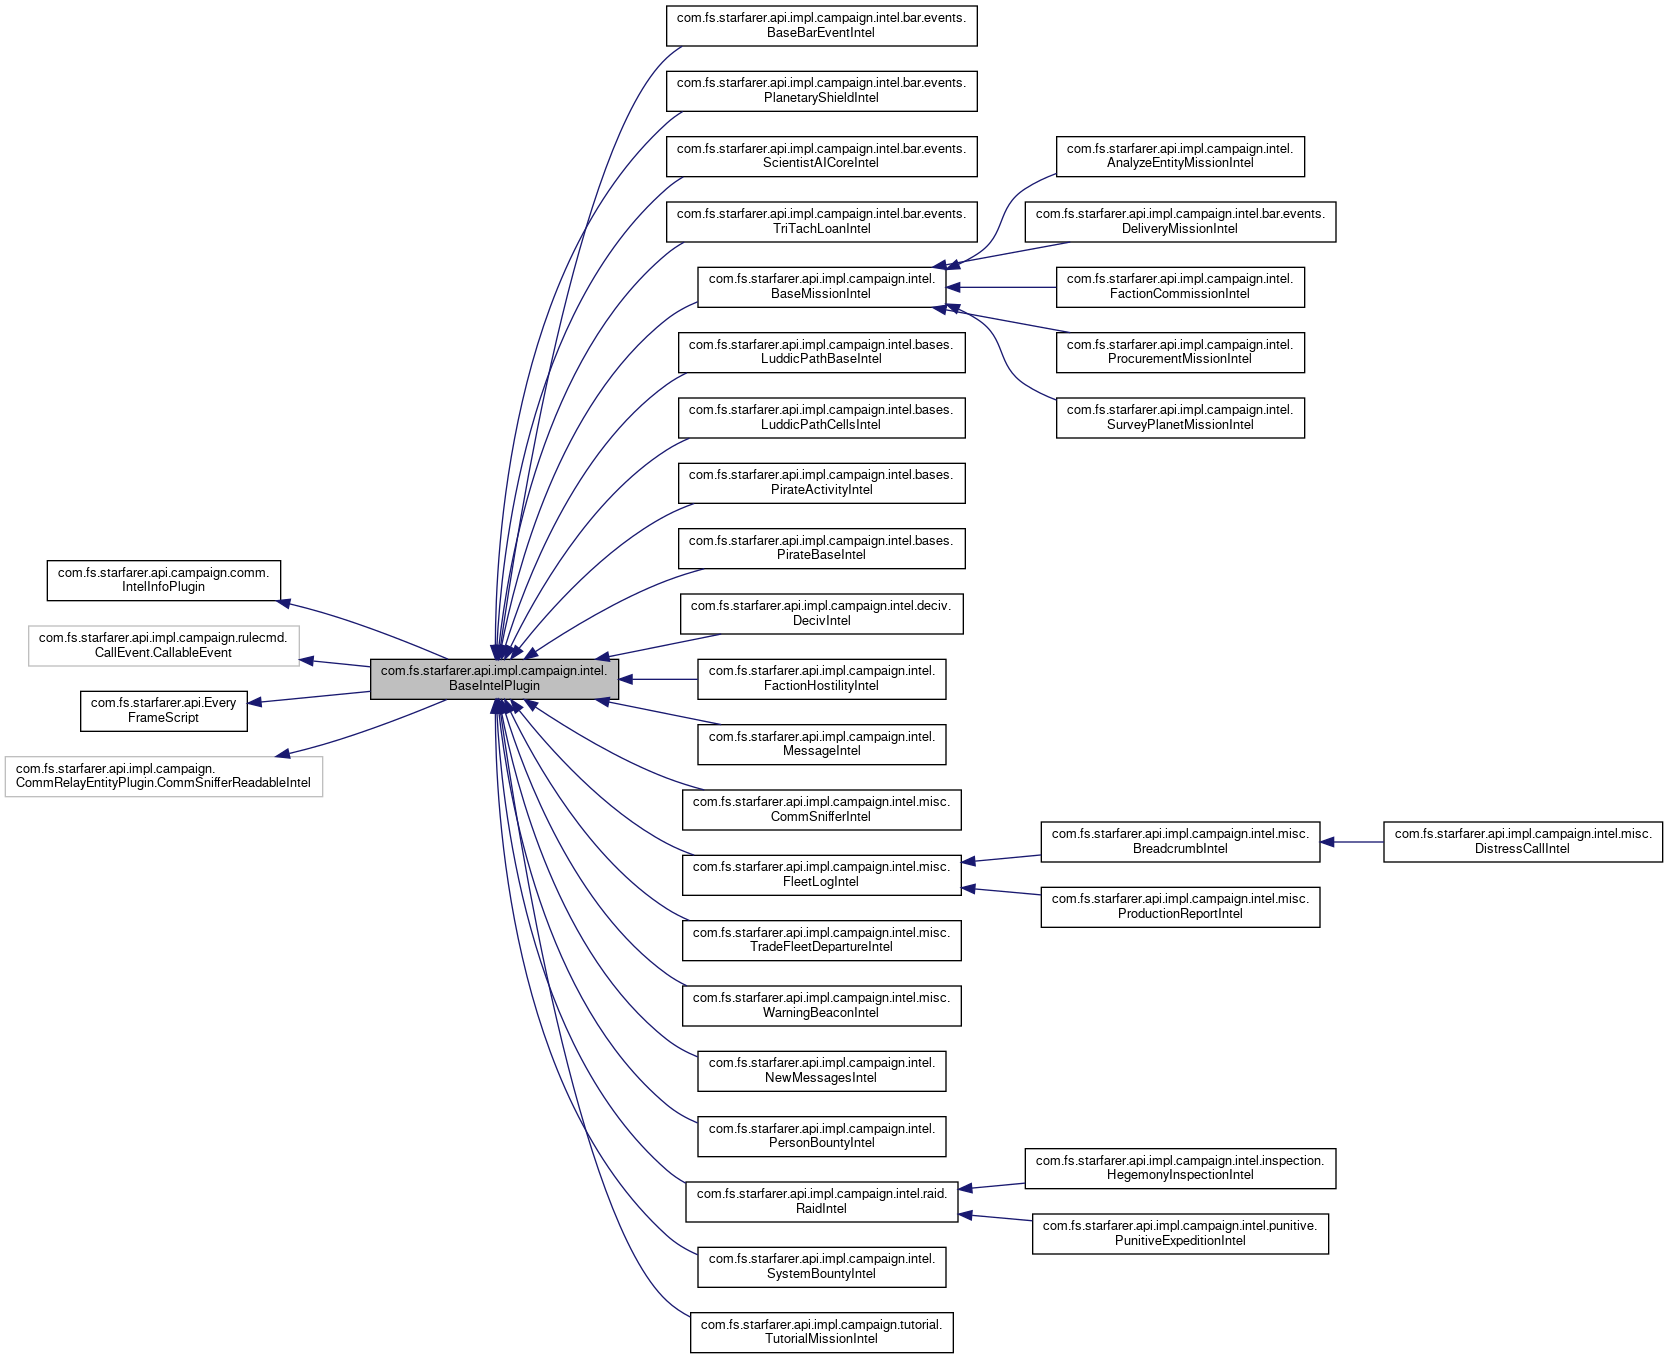 com.fs.starfarer.api.impl.campaign.intel.bar.events.
BaseBarEventIntel
com.fs.starfarer.api.impl.campaign.intel.bar.events.
PlanetaryShieldIntel
com.fs.starfarer.api.impl.campaign.intel.bar.events.
ScientistAICoreIntel
com.fs.starfarer.api.impl.campaign.intel.bar.events.
TriTachLoanIntel
com.fs.starfarer.api.impl.campaign.intel.
BaseMissionIntel
com.fs.starfarer.api.impl.campaign.intel.
AnalyzeEntityMissionIntel
com.fs.starfarer.api.impl.campaign.intel.bar.events.
DeliveryMissionIntel
com.fs.starfarer.api.impl.campaign.intel.
FactionCommissionIntel
com.fs.starfarer.api.impl.campaign.intel.
ProcurementMissionIntel
com.fs.starfarer.api.impl.campaign.intel.
SurveyPlanetMissionIntel
com.fs.starfarer.api.impl.campaign.intel.bases.
LuddicPathBaseIntel
com.fs.starfarer.api.impl.campaign.intel.bases.
LuddicPathCellsIntel
com.fs.starfarer.api.impl.campaign.intel.bases.
PirateActivityIntel
com.fs.starfarer.api.impl.campaign.intel.bases.
PirateBaseIntel
com.fs.starfarer.api.campaign.comm.
IntelInfoPlugin
com.fs.starfarer.api.impl.campaign.rulecmd.
CallEvent.CallableEvent
com.fs.starfarer.api.Every
FrameScript
com.fs.starfarer.api.impl.campaign.
CommRelayEntityPlugin.CommSnifferReadableIntel
com.fs.starfarer.api.impl.campaign.intel.
BaseIntelPlugin
com.fs.starfarer.api.impl.campaign.intel.deciv.
DecivIntel
com.fs.starfarer.api.impl.campaign.intel.
FactionHostilityIntel
com.fs.starfarer.api.impl.campaign.intel.
MessageIntel
com.fs.starfarer.api.impl.campaign.intel.misc.
CommSnifferIntel
com.fs.starfarer.api.impl.campaign.intel.misc.
FleetLogIntel
com.fs.starfarer.api.impl.campaign.intel.misc.
BreadcrumbIntel
com.fs.starfarer.api.impl.campaign.intel.misc.
DistressCallIntel
com.fs.starfarer.api.impl.campaign.intel.misc.
ProductionReportIntel
com.fs.starfarer.api.impl.campaign.intel.misc.
TradeFleetDepartureIntel
com.fs.starfarer.api.impl.campaign.intel.misc.
WarningBeaconIntel
com.fs.starfarer.api.impl.campaign.intel.
NewMessagesIntel
com.fs.starfarer.api.impl.campaign.intel.
PersonBountyIntel
com.fs.starfarer.api.impl.campaign.intel.raid.
RaidIntel
com.fs.starfarer.api.impl.campaign.intel.inspection.
HegemonyInspectionIntel
com.fs.starfarer.api.impl.campaign.intel.punitive.
PunitiveExpeditionIntel
com.fs.starfarer.api.impl.campaign.intel.
SystemBountyIntel
com.fs.starfarer.api.impl.campaign.tutorial.
TutorialMissionIntel